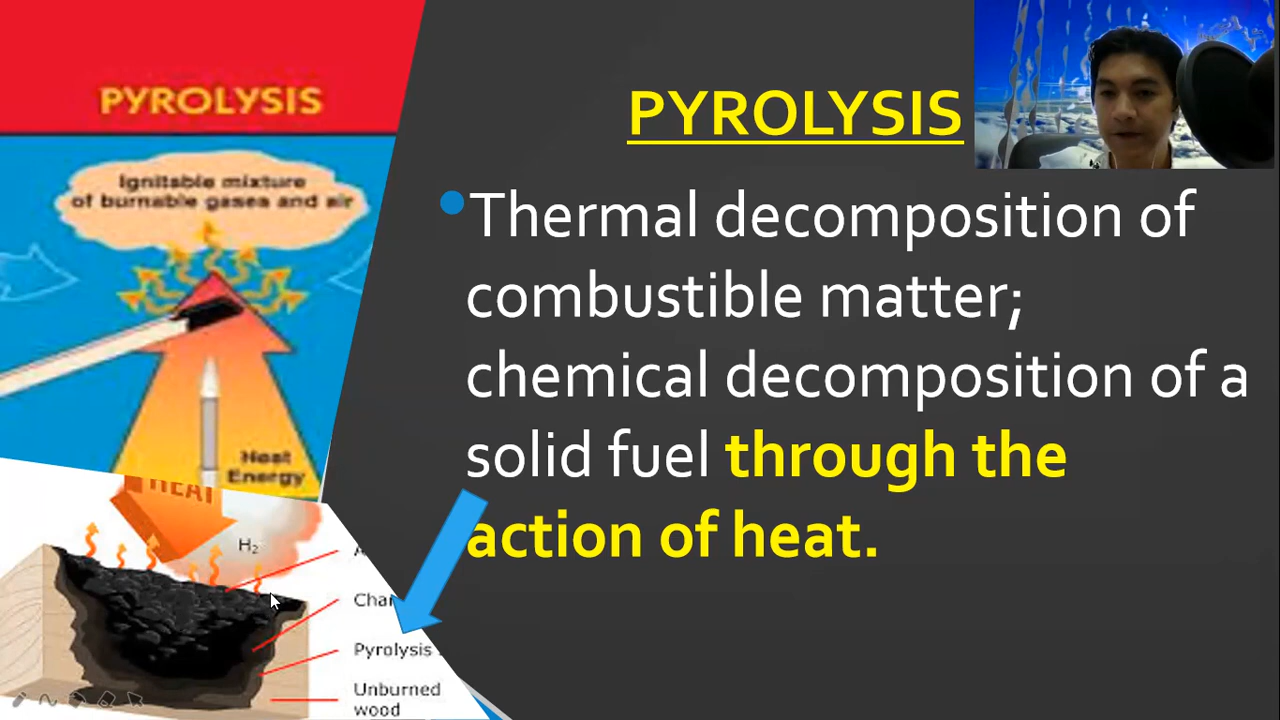 PYROLYSIS
Ignitable mixture
of burnable gases and air
Heat
Energy
HEAT
H₂
Char
Pyrolysis
Unburned
wood
PYROLYSIS
Thermal decomposition of
combustible matter;
chemical decomposition of a
solid fuel through the
action of heat.